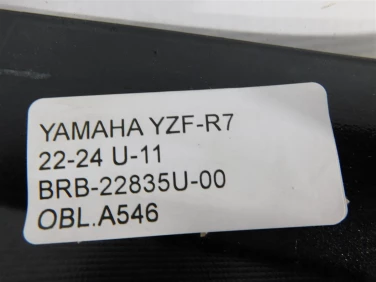 YAMAHA YZF-R7
22-24 U-11
BRB-22835U-00
OBL.A546